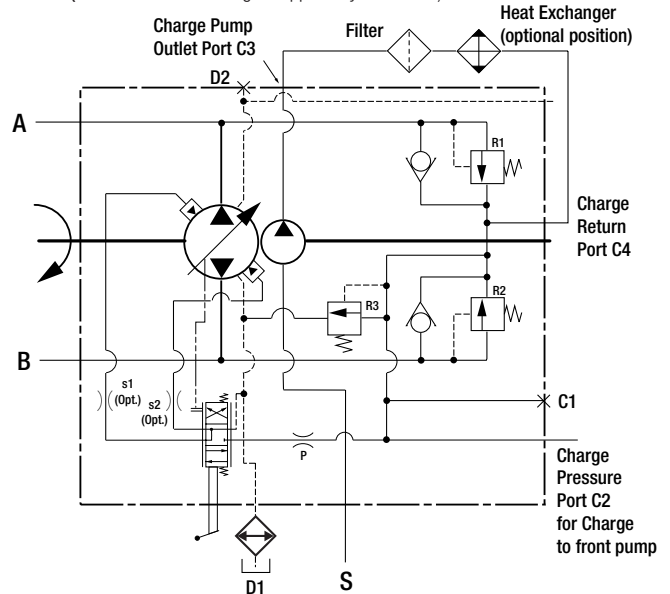 Heat Exchanger
(optional position)
Charge Pump
Outlet Port C3
Filter
D2
A
R1
Charge
Return
Port C4
R3
R2
B
s1
(Opt.)
s2
(Opt.)
C1
P
Charge
Pressure
Port C2
for Charge
to front pump
D1
S